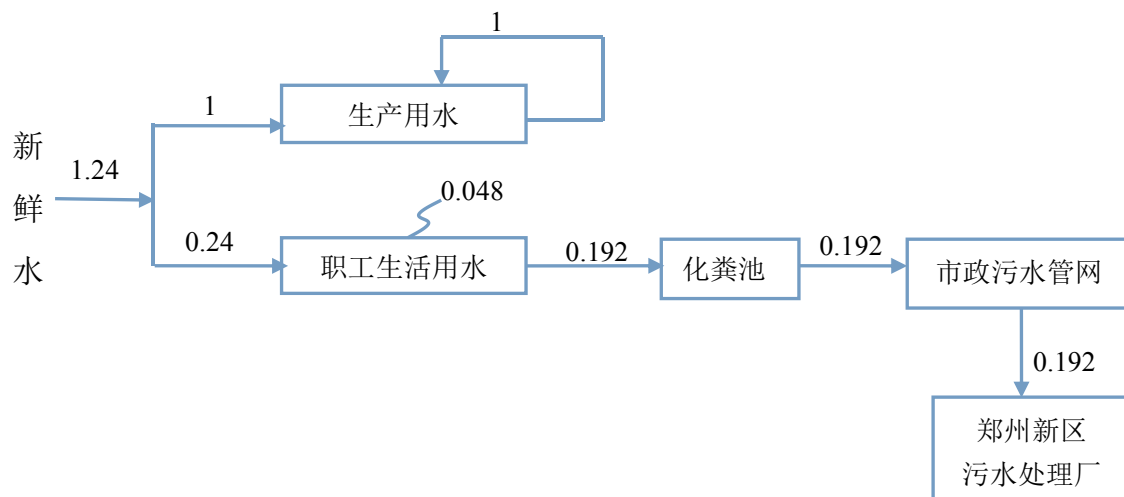 1
1
生产用水
新
鲜
水
1.24
0.048
0.24
职工生活用水
0.192
化粪池
0.192
市政污水管网
0.192
郑州新区
污水处理厂